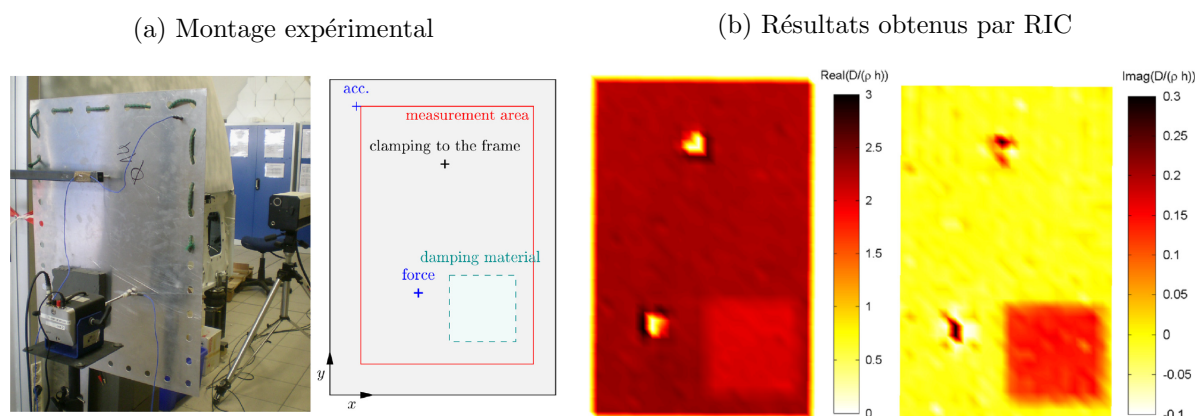 (a) Montage expérimental
(b) Résultats obtenus par RIC
acc.
measurement area
clamping to the frame
damping material
force
y
x
Real(D/(ρ h))
3
2.5
2
1.5
1
0.5
0
Imag(D/(ρ h))
0.3
0.25
0.2
0.15
0.1
0.05
0
-0.05
-0.1